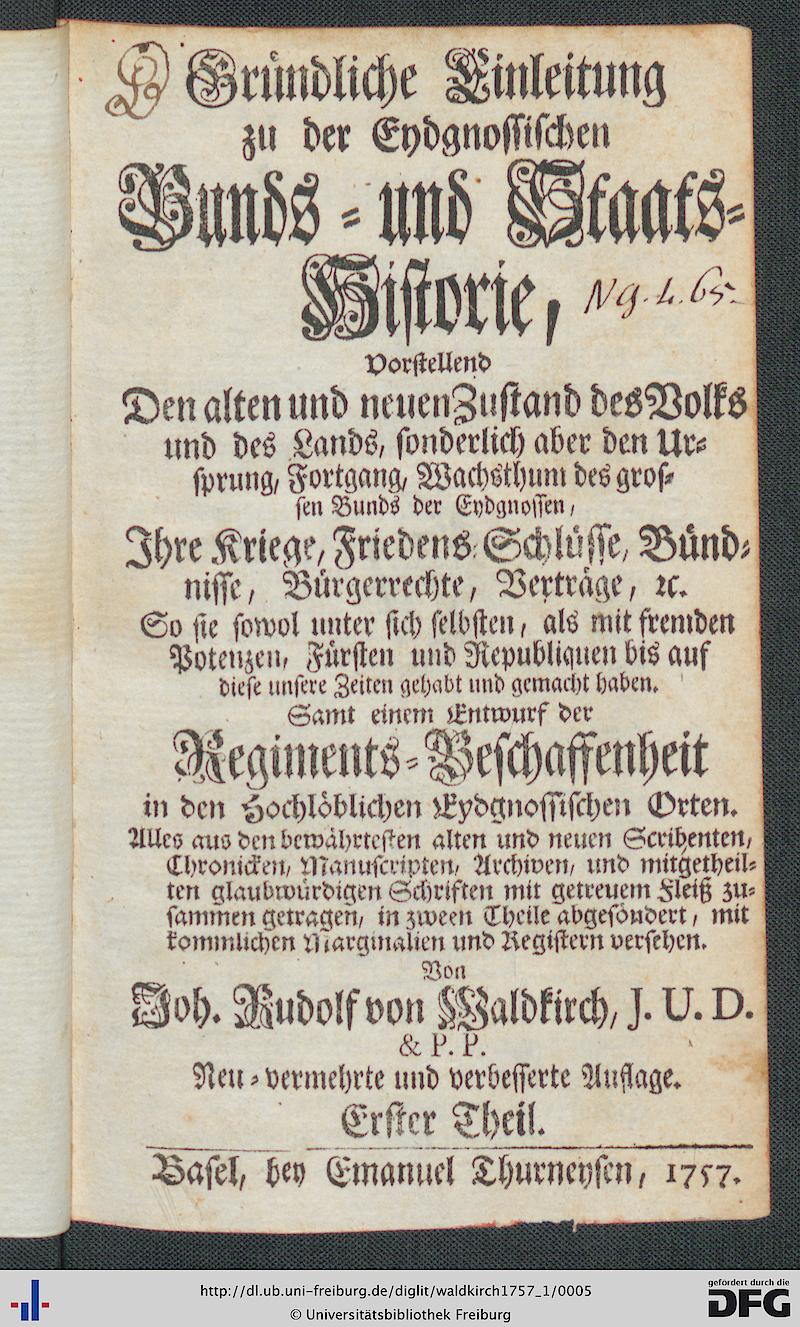 Gründliche Einleitung
zu der Eydgnossischen
Bunds- und Staats-
Historie,
Ng. 4. 65.
Vorstellend
Den alten und neuen Zustand des Volks
und des Lands, sonderlich aber den Ur-
sprung, Fortgang, Wachsthum des gros-
sen Bunds der Eydgnossen,
Ihre Kriege, Friedens-Schlüsse, Bünd-
nisse, Bürgerrechte, Verträge, ꝛc.
So sie sowol unter sich selbsten, als mit fremden
Potenzen, Fürsten und Republiquen bis auf
diese unsere Zeiten gehabt und gemacht haben.
Samt einem Entwurf der
Regiments-Beschaffenheit
in den Hochlöblichen Eydgnossischen Orten.
Alles aus den bewährtesten alten und neuen Scribenten,
Chronicken, Manuscripten, Archiven, und mitgetheil-
ten glaubwürdigen Schriften mit getreuem Fleiß zu-
sammen getragen, in zween Theile abgesöndert, mit
kommlichen Marginalien und Registern versehen.
Von
Joh. Rudolf von Waldkirch, J. U. D.
& P. P.
Neu-vermehrte und verbesserte Auflage.
Erster Theil.
Basel, bey Emanuel Thurneysen, 1757.
http://dl.ub.uni-freiburg.de/diglit/waldkirch1757_1/0005
© Universitätsbibliothek Freiburg
gefördert durch die
DFG